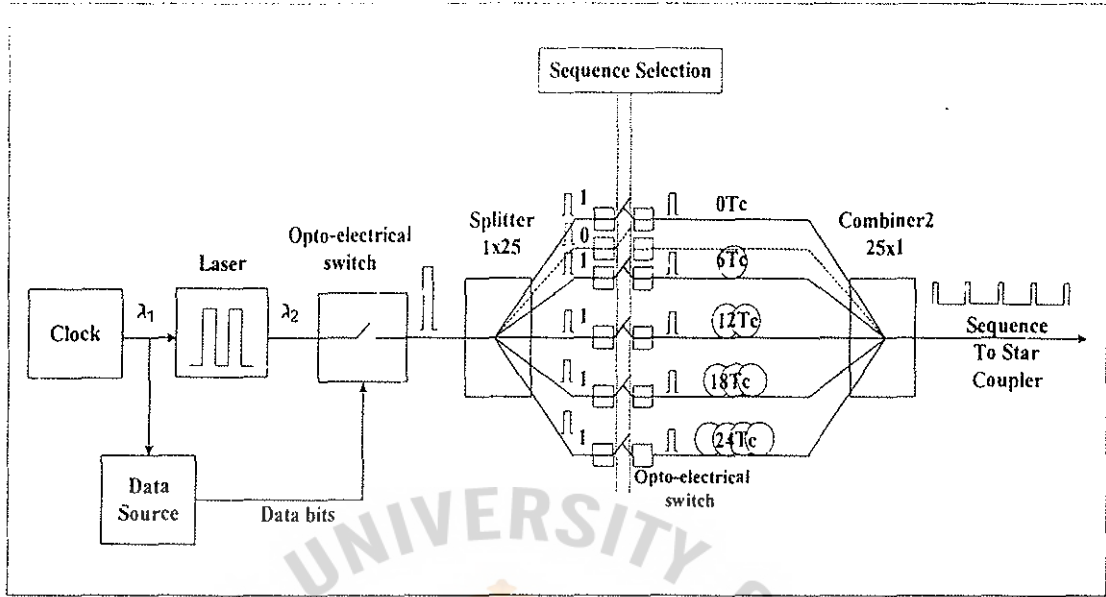 Sequence Selection
1
0Tc
Splitter
1x25
Combiner2
25x1
0
Opto-electrical
switch
1
6Tc
Laser
Clock
λ1
λ2
1
12Tc
Sequence
To Star
Coupler
1
18Tc
1
24Tc
Opto-electrical
switch
Data
Source
Data bits
UNIVERSITY